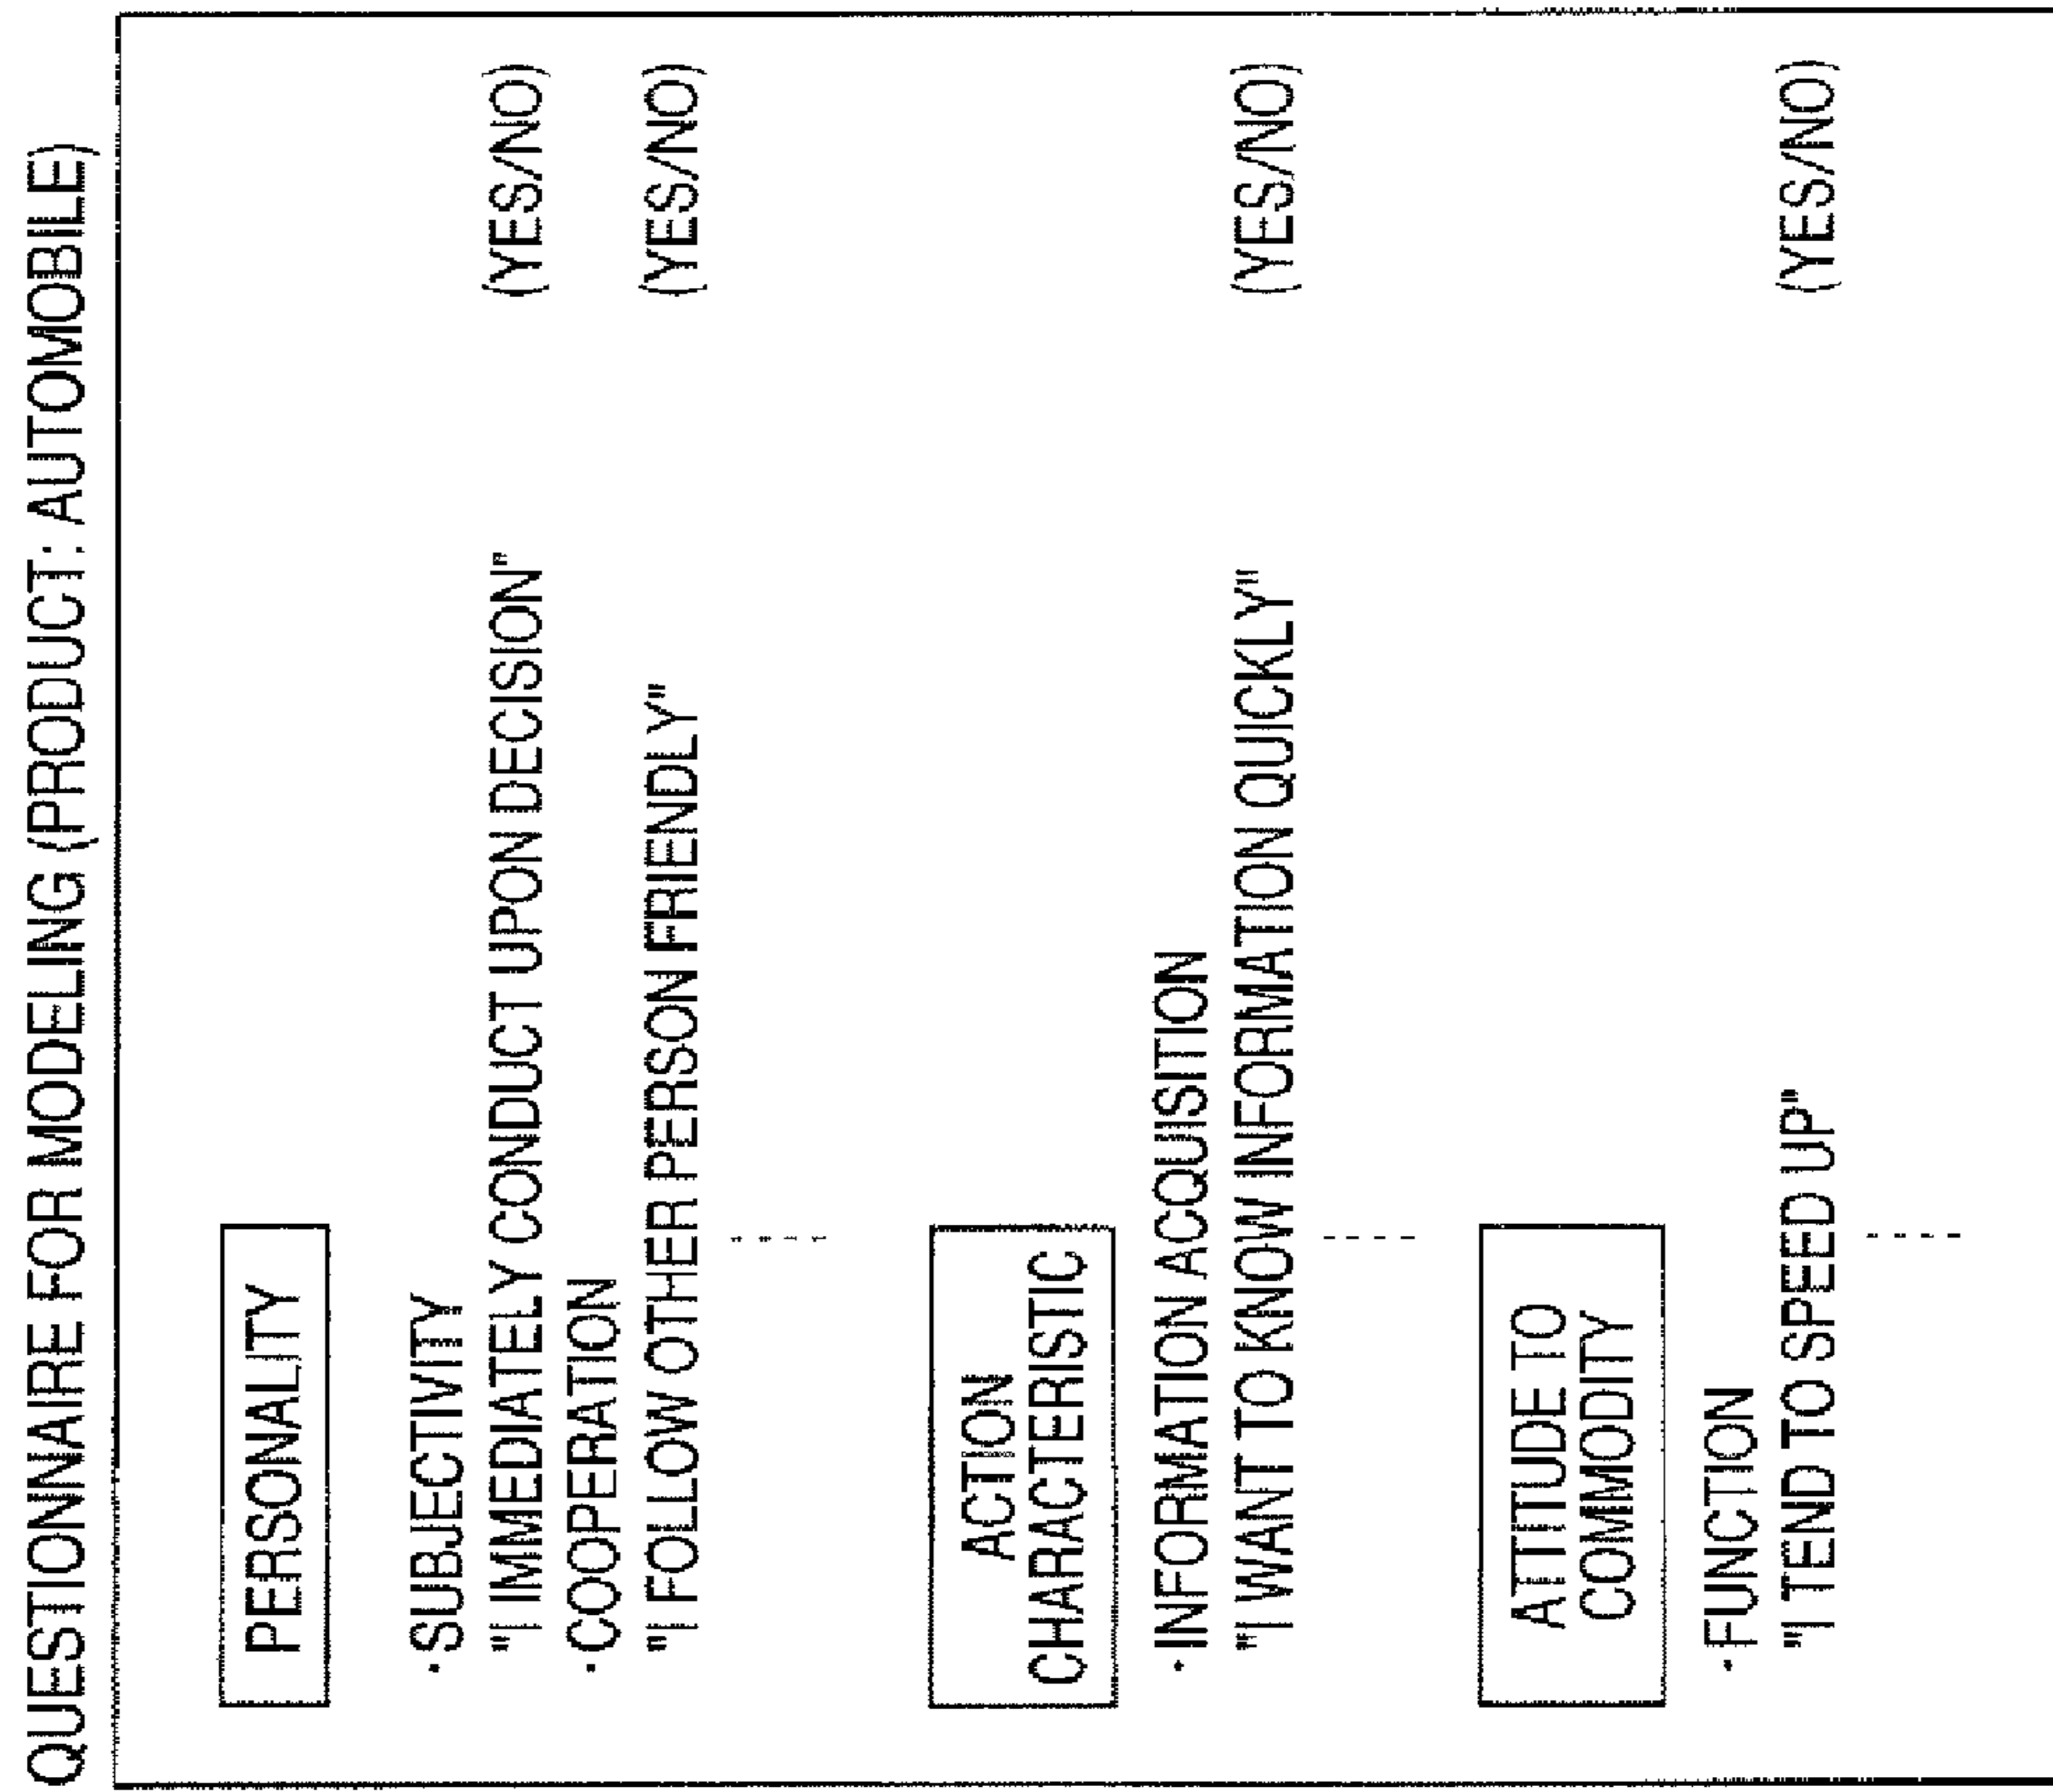 QUESTIONNAIRE FOR MODELING (PRODUCT: AUTOMOBILE)
PERSONALITY
·SUBJECTIVITY
"I IMMEDIATELY CONDUCT UPON DECISION" (YES/NO)
·COOPERATION
"I FOLLOW OTHER PERSON FRIENDLY" (YES/NO)
ACTION
CHARACTERISTIC
·INFORMATION ACQUISITION
"I WANT TO KNOW INFORMATION QUICKLY" (YES/NO)
ATTITUDE TO
COMMODITY
·FUNCTION
"I TEND TO SPEED UP" (YES/NO)